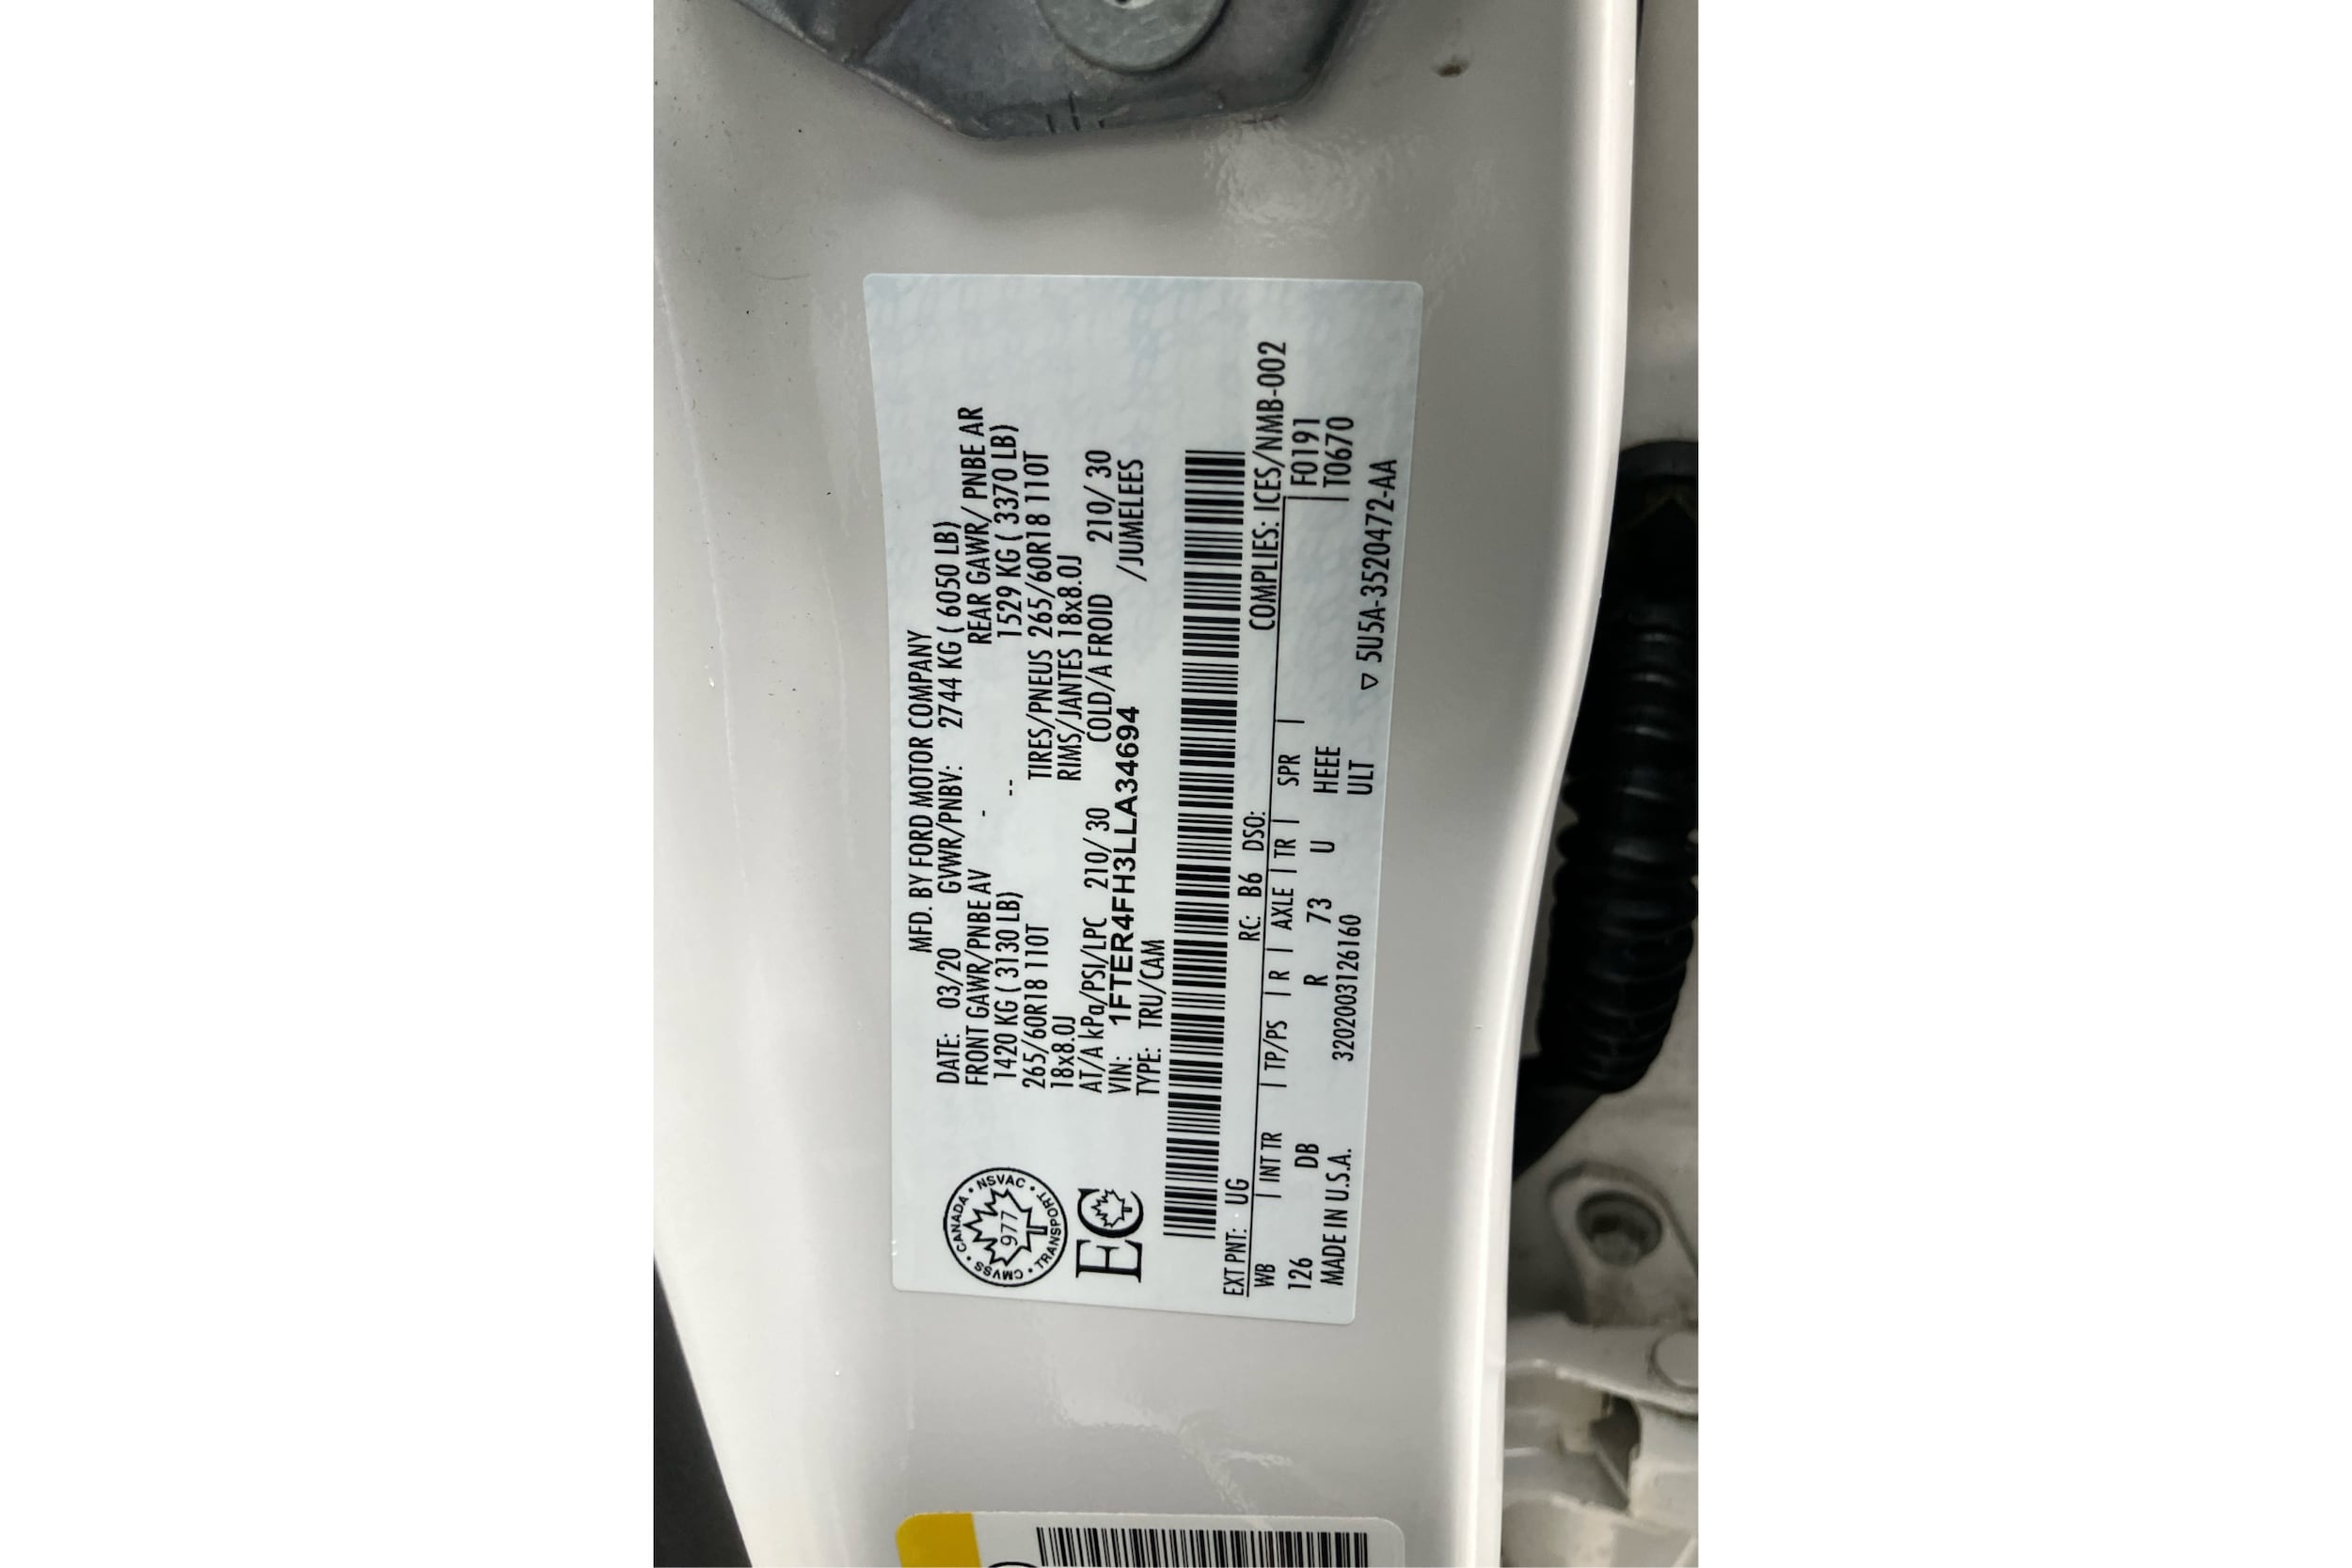 MFD. BY FORD MOTOR COMPANY
DATE: 03/20 GVWR/PNBV: 2744 KG ( 6050 LB)
FRONT GAWR/PNBE AV - REAR GAWR/ PNBE AR
1420 KG ( 3130 LB) -- 1529 KG ( 3370 LB)
265/60R18 110T TIRES/PNEUS 265/60R18 110T
18x8.0J RIMS/JANTES 18x8.0J
AT/A kPa/PSI/LPC 210/ 30 COLD/A FROID 210/ 30
VIN: 1FTER4FH3LLA34694 /JUMELEES
TYPE: TRU/CAM
CANADA • NSVAC • TRANSPORT • CMVSS •
977
EC
EXT PNT: UG RC: B6 DSO: COMPLIES: ICES/NMB-002
WB | INT TR | TP/PS | R | AXLE | TR | SPR | F0191
126 DB R 73 U HEEE T0670
MADE IN U.S.A. 3202003126160 ULT
▽ 5U5A-3520472-AA